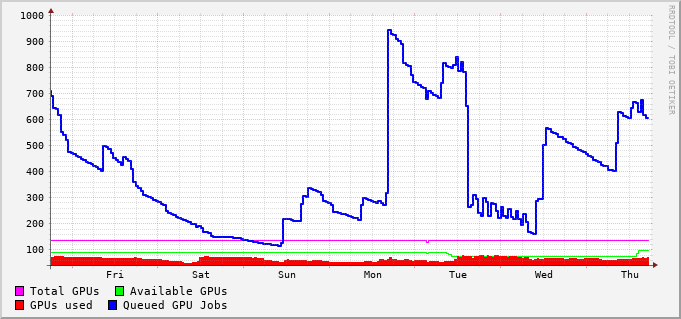 1000
900
800
700
600
500
400
300
200
100
Fri Sat Sun Mon Tue Wed Thu
Total GPUs Available GPUs
GPUs used Queued GPU Jobs
RRDTOOL / TOBI OETIKER